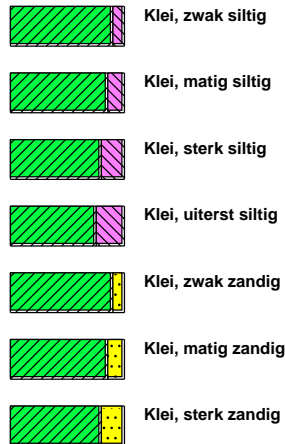 Klei, zwak siltig
Klei, matig siltig
Klei, sterk siltig
Klei, uiterst siltig
Klei, zwak zandig
Klei, matig zandig
Klei, sterk zandig